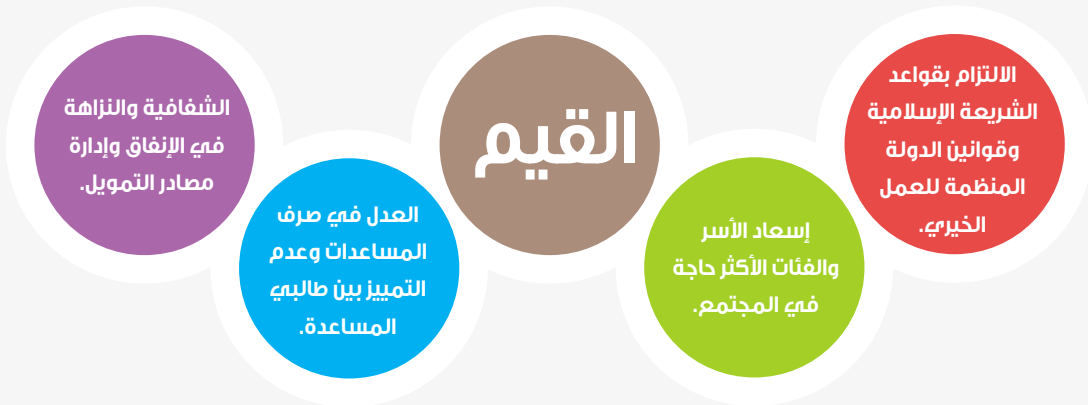 الالتزام بقواعد
الشريعة الإسلامية
وقوانين الدولة
المنظمة للعمل
الخيري.
إسعاد الأسر
والفئات الأكثر حاجة
في المجتمع.
القيم
العدل في صرف
المساعدات وعدم
التمييز بين طالبي
المساعدة.
الشفافية والنزاهة
في الإنفاق وإدارة
مصادر التمويل.